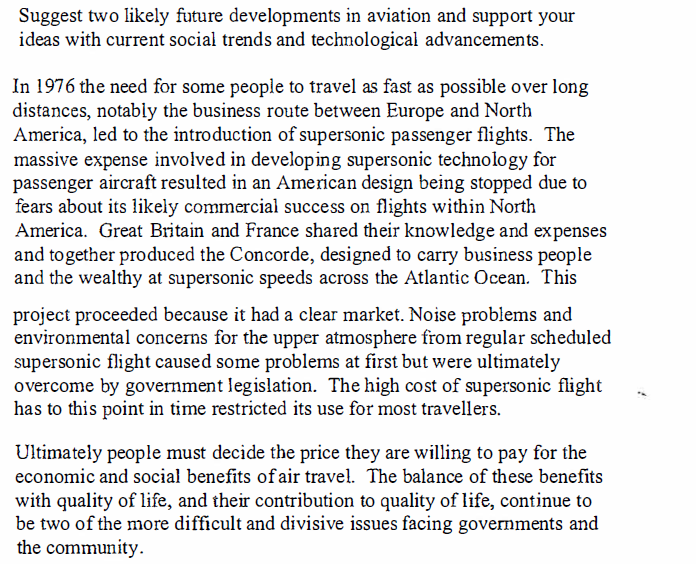 Suggest two likely future developments in aviation and support your
ideas with current social trends and technological advancements.
In 1976 the need for some people to travel as fast as possible over long
distances, notably the business route between Europe and North
America, led to the introduction of supersonic passenger flights.  The
massive expense involved in developing supersonic technology for
passenger aircraft resulted in an American design being stopped due to
fears about its likely commercial success on flights within North
America.  Great Britain and France shared their knowledge and expenses
and together produced the Concorde, designed to carry business people
and the wealthy at supersonic speeds across the Atlantic Ocean.  This
project proceeded because it had a clear market. Noise problems and
environmental concerns for the upper atmosphere from regular scheduled
supersonic flight caused some problems at first but were ultimately
overcome by government legislation.  The high cost of supersonic flight
has to this point in time restricted its use for most travellers.
Ultimately people must decide the price they are willing to pay for the
economic and social benefits of air travel.  The balance of these benefits
with quality of life, and their contribution to quality of life, continue to
be two of the more difficult and divisive issues facing governments and
the community.